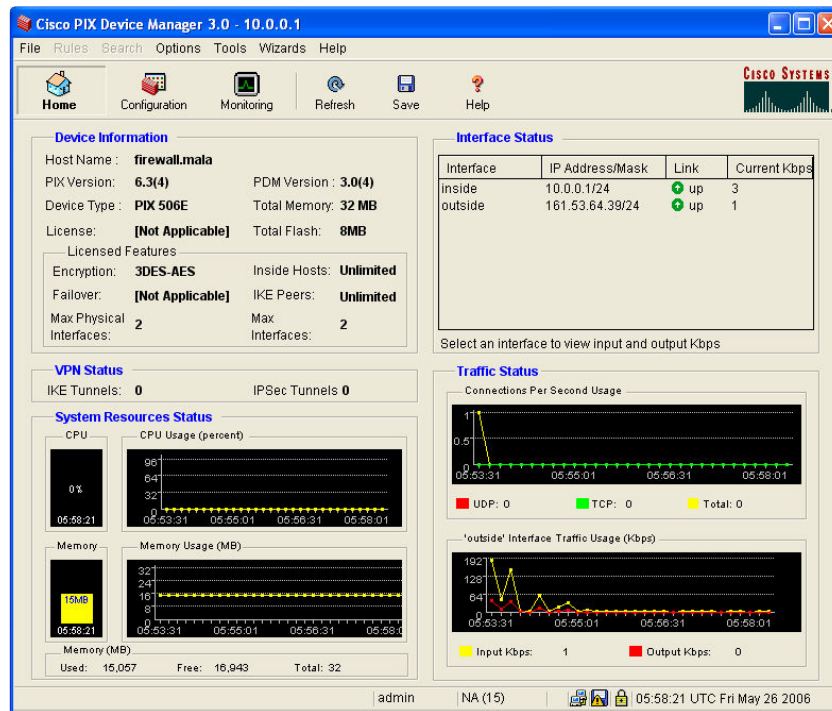 Cisco PIX Device Manager 3.0 - 10.0.0.1
File Rules Search Options Tools Wizards Help
Home Configuration Monitoring Refresh Save Help
CISCO SYSTEMS
Device Information
Host Name : firewall.mala
PIX Version: 6.3(4) PDM Version : 3.0(4)
Device Type : PIX 506E Total Memory: 32 MB
License: [Not Applicable] Total Flash: 8MB
Licensed Features
Encryption: 3DES-AES Inside Hosts: Unlimited
Failover: [Not Applicable] IKE Peers: Unlimited
Max Physical Interfaces: 2 Max Interfaces: 2
Interface Status
Interface IP Address/Mask Link Current Kbps
inside 10.0.0.1/24 up 3
outside 161.53.64.39/24 up 1
Select an interface to view input and output Kbps
VPN Status
IKE Tunnels: 0 IPSec Tunnels 0
System Resources Status
CPU
0%
05:58:21
CPU Usage (percent)
96
64
32
0
05:53:31 05:55:01 05:56:31 05:58:01
Memory
15MB
05:58:21
Memory Usage (MB)
32
24
16
8
0
05:53:31 05:55:01 05:56:31 05:58:0
Memory (MB)
Used: 15,057 Free: 16,943 Total: 32
Traffic Status
Connections Per Second Usage
1
0.5
0
05:53:31 05:55:01 05:56:31 05:58:01
UDP: 0 TCP: 0 Total: 0
'outside' Interface Traffic Usage (Kbps)
192
128
64
0
05:53:31 05:55:01 05:56:31 05:58:01
Input Kbps: 1 Output Kbps: 0
admin NA (15) 05:58:21 UTC Fri May 26 2006